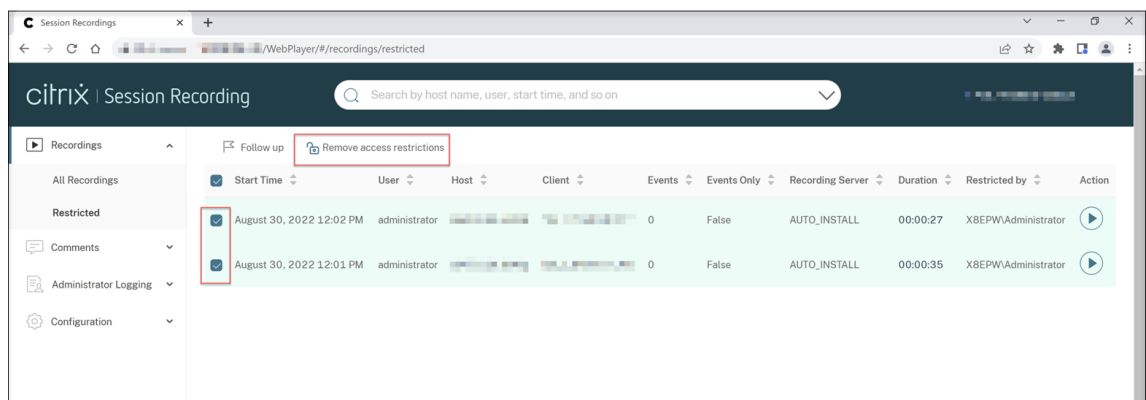 Session Recordings
/WebPlayer/#/recordings/restricted
citrix | Session Recording
Search by host name, user, start time, and so on
Recordings
All Recordings
Restricted
Comments
Administrator Logging
Configuration
Follow up Remove access restrictions
Start Time User Host Client Events Events Only Recording Server Duration Restricted by Action
August 30, 2022 12:02 PM administrator 0 False AUTO_INSTALL 00:00:27 X8EPW\Administrator
August 30, 2022 12:01 PM administrator 0 False AUTO_INSTALL 00:00:35 X8EPW\Administrator